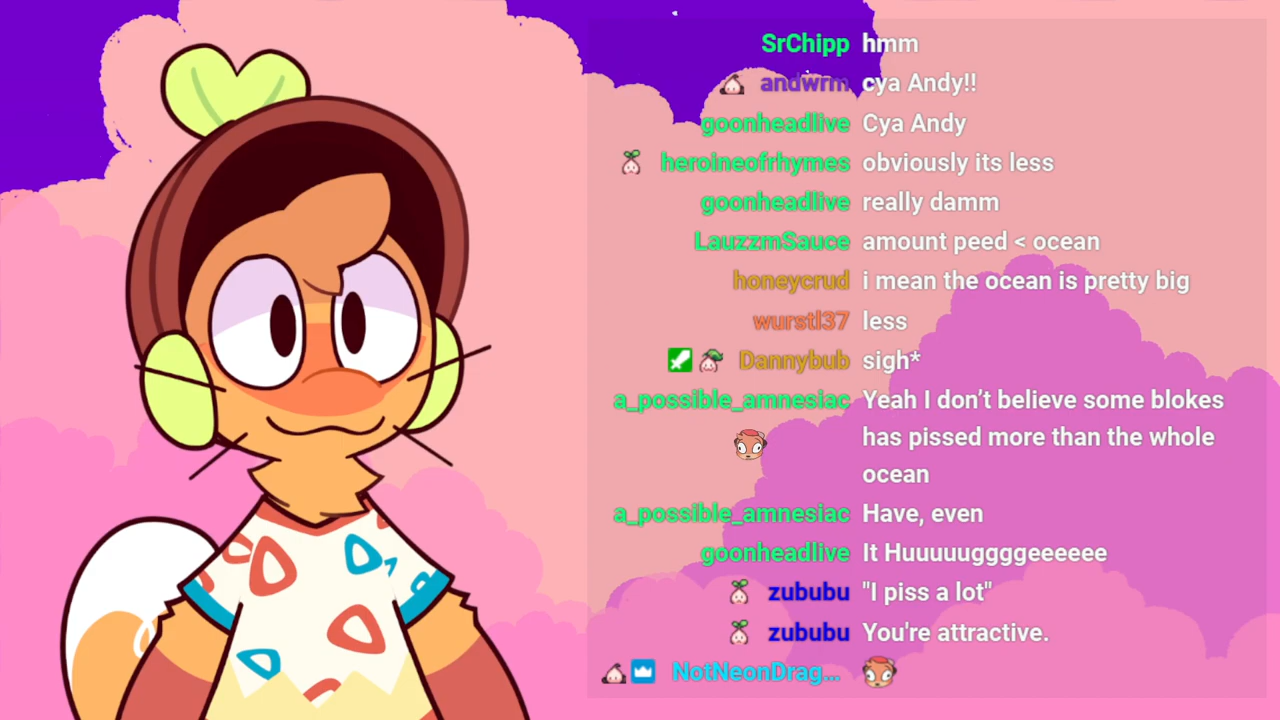 SrChipp hmm
andwrm cya Andy!!
goonheadlive Cya Andy
heroineofrhymes obviously its less
goonheadlive really damm
LauzzmSauce amount peed < ocean
honeycrud i mean the ocean is pretty big
wurstl37 less
Dannybub sigh*
a_possible_amnesiac Yeah I don’t believe some blokes
has pissed more than the whole
ocean
a_possible_amnesiac Have, even
goonheadlive It Huuuuuggggeeeeee
zububu "I piss a lot"
zububu You're attractive.
NotNeonDrag...